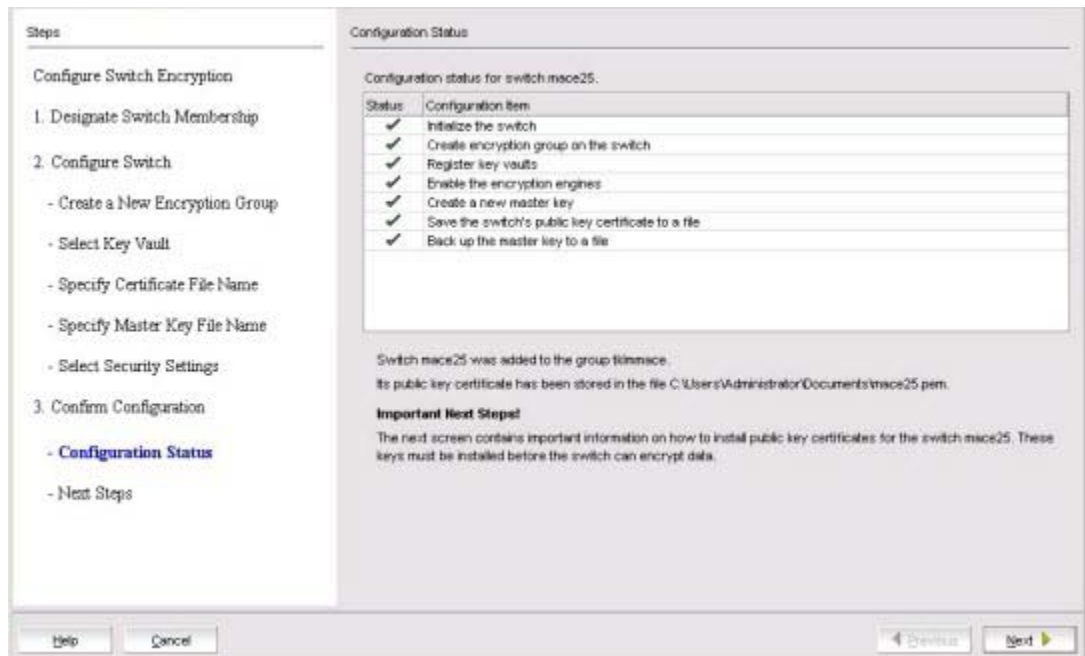 Steps
Configure Switch Encryption
1. Designate Switch Membership
2. Configure Switch
- Create a New Encryption Group
- Select Key Vault
- Specify Certificate File Name
- Specify Master Key File Name
- Select Security Settings
3. Confirm Configuration
- Configuration Status
- Next Steps
Configuration Status
Configuration status for switch mace25.
Status Configuration Item
Initialize the switch
Create encryption group on the switch
Register key vaults
Enable the encryption engines
Create a new master key
Save the switch's public key certificate to a file
Back up the master key to a file
Switch mace25 was added to the group tklmmace.
Its public key certificate has been stored in the file C:\Users\Administrator\Documents\mace25.pem.
Important Next Steps!
The next screen contains important information on how to install public key certificates for the switch mace25. These
keys must be installed before the switch can encrypt data.
Help Cancel Previous Next